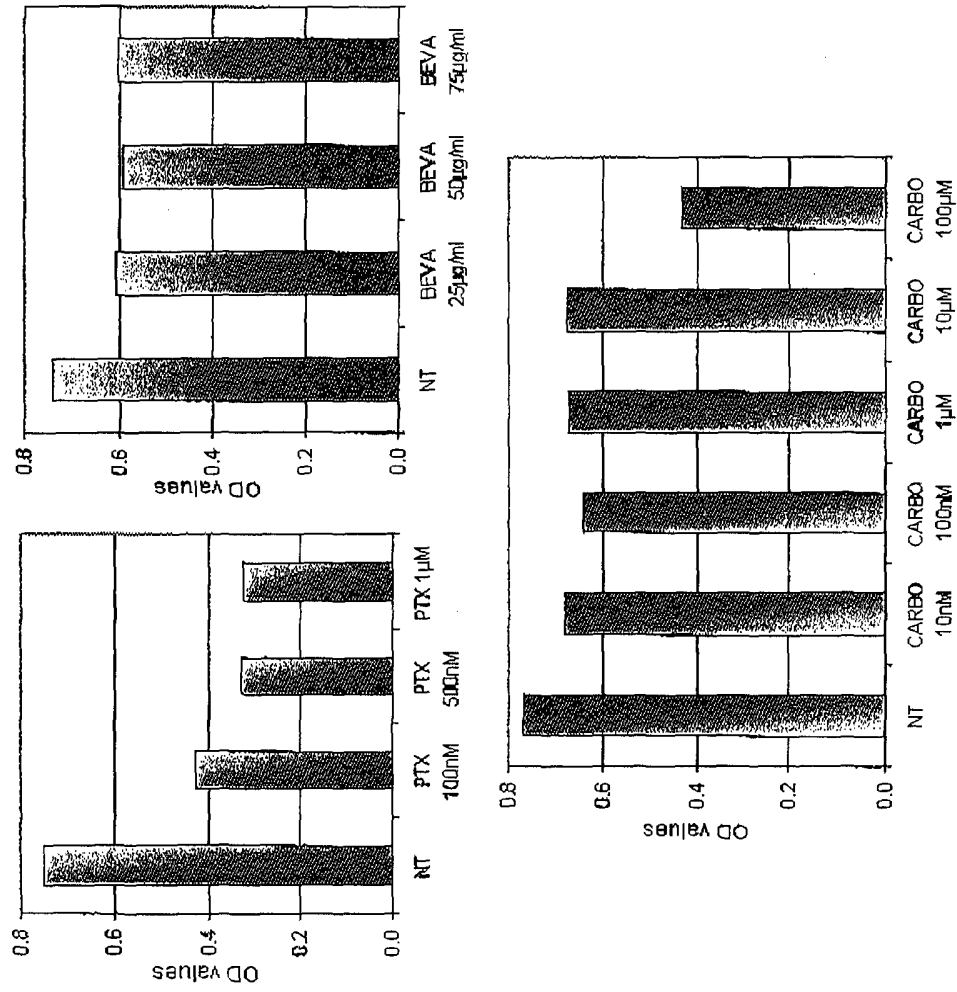 0.8
0.6
0.4
0.2
0.0
OD values
NT
PTX
100nM
PTX
500nM
PTX 1µM
0.8
0.6
0.4
0.2
0.0
OD values
NT
BEVA
25µg/ml
BEVA
50µg/ml
BEVA
75µg/ml
0.8
0.6
0.4
0.2
0.0
OD values
NT
CARBO
10nM
CARBO
100nM
CARBO
1µM
CARBO
10µM
CARBO
100µM